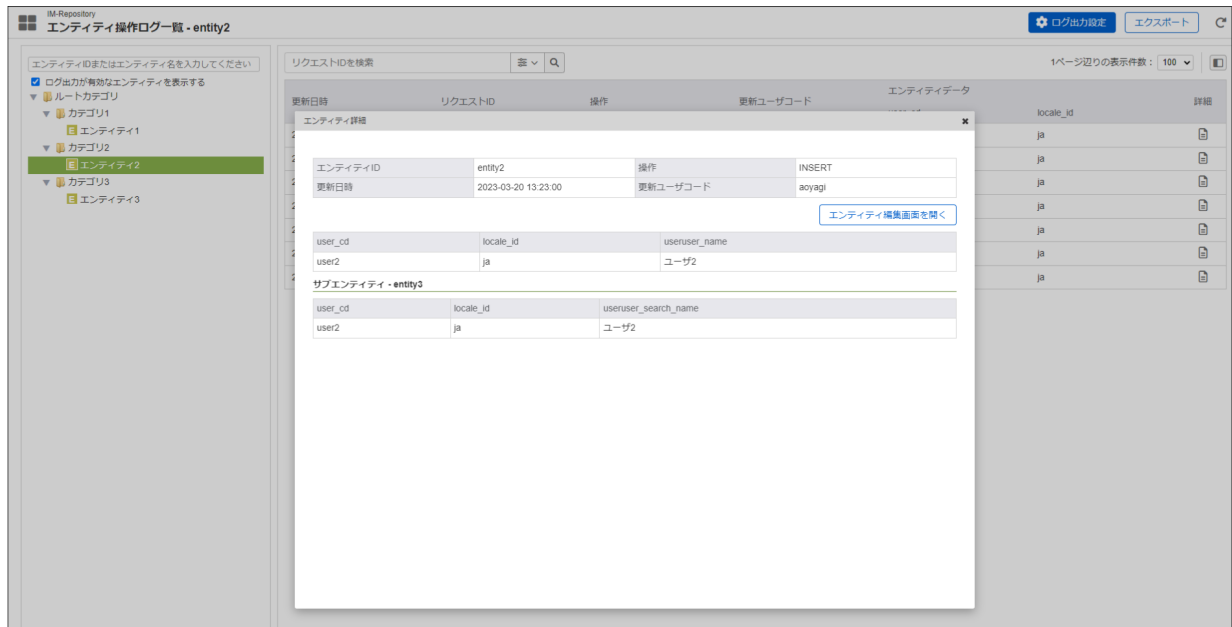 IM-Repository
エンティティ操作ログ一覧 - entity2
ログ出力設定
エクスポート
エンティティIDまたはエンティティ名を入力してください
ログ出力が有効なエンティティを表示する
ルートカテゴリ
カテゴリ1
エンティティ1
カテゴリ2
エンティティ2
カテゴリ3
エンティティ3
リクエストIDを検索
1ページ辺りの表示件数: 100
更新日時 リクエストID 操作 更新ユーザコード エンティティデータ 詳細
locale_id
ja
ja
ja
ja
ja
ja
ja
エンティティ詳細
エンティティID entity2 操作 INSERT
更新日時 2023-03-20 13:23:00 更新ユーザコード aoyagi
エンティティ編集画面を開く
user_cd locale_id useruser_name
user2 ja ユーザ2
サブエンティティ - entity3
user_cd locale_id useruser_search_name
user2 ja ユーザ2